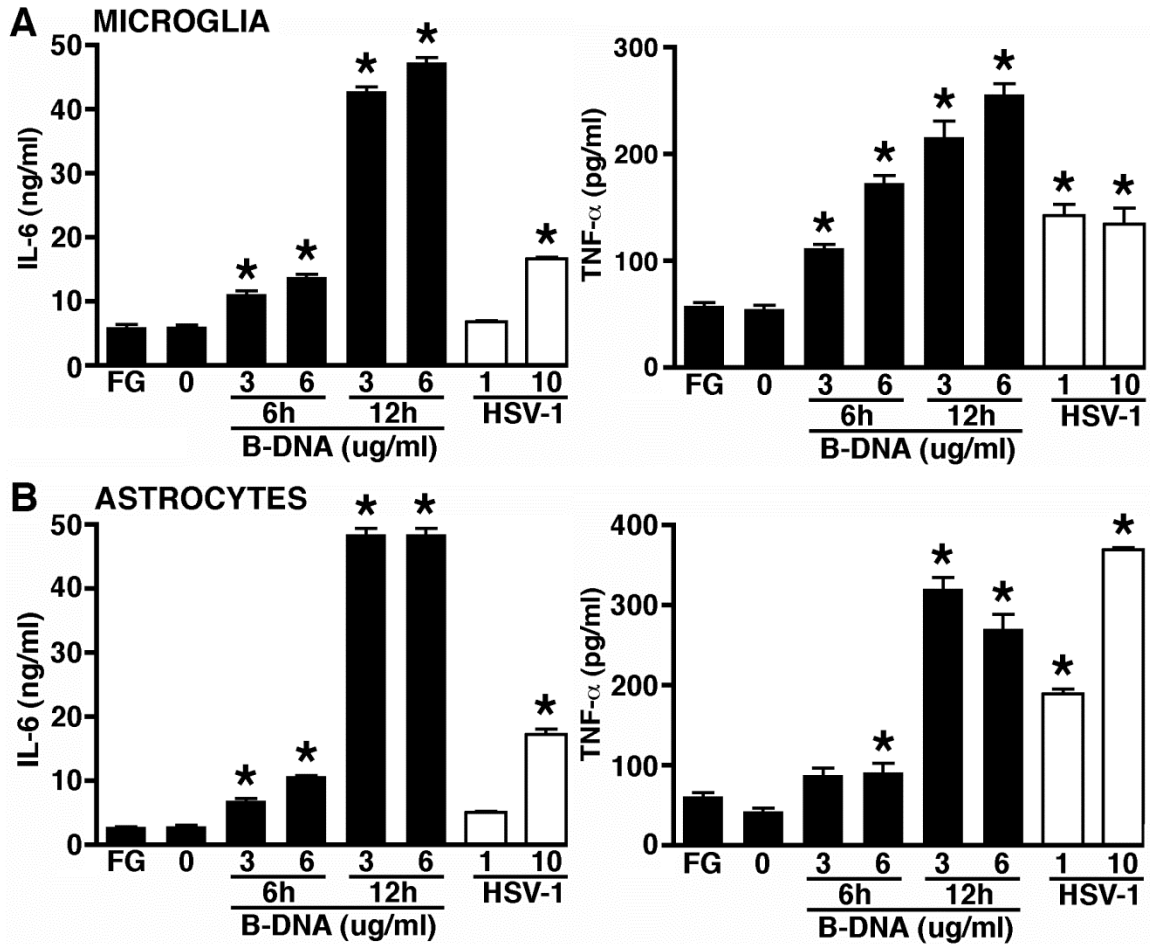 A MICROGLIA
IL-6 (ng/ml)
50
40
30
20
10
0
* * * * *
FG 0 3 6 3 6 1 10
6h 12h HSV-1
B-DNA (ug/ml)
TNF-α (pg/ml)
300
200
100
0
* * * * * *
FG 0 3 6 3 6 1 10
6h 12h HSV-1
B-DNA (ug/ml)
B ASTROCYTES
IL-6 (ng/ml)
50
40
30
20
10
0
* * * * *
FG 0 3 6 3 6 1 10
6h 12h HSV-1
B-DNA (ug/ml)
TNF-α (pg/ml)
400
300
200
100
0
* * * * *
FG 0 3 6 3 6 1 10
6h 12h HSV-1
B-DNA (ug/ml)